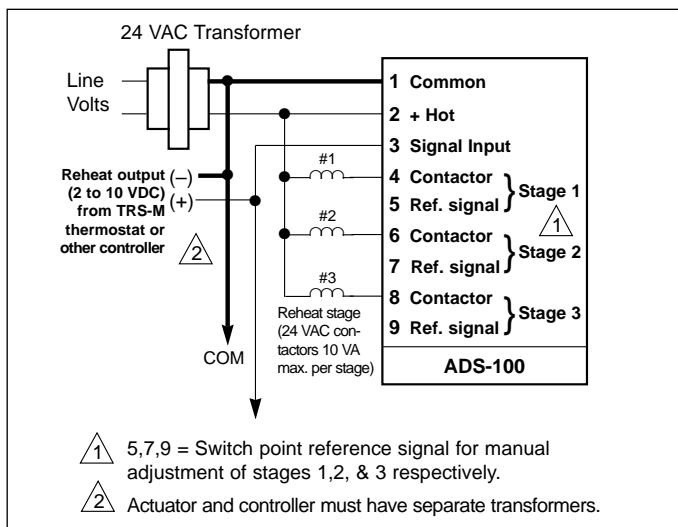 24 VAC Transformer
Line
Volts
1 Common
2 + Hot
3 Signal Input
#1
4 Contactor
5 Ref. signal
} Stage 1
1
#2
6 Contactor
7 Ref. signal
} Stage 2
#3
8 Contactor
9 Ref. signal
} Stage 3
ADS-100
Reheat output (–)
(2 to 10 VDC)
from TRS-M (+)
thermostat or
other controller
2
Reheat stage
(24 VAC con-
tactors 10 VA
max. per stage)
COM
1 5,7,9 = Switch point reference signal for manual
adjustment of stages 1,2, & 3 respectively.
2 Actuator and controller must have separate transformers.